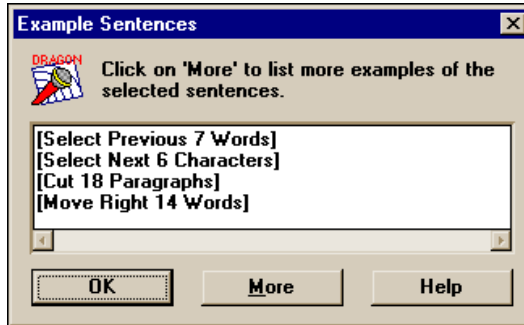 Example Sentences
DRAGON
Click on 'More' to list more examples of the
selected sentences.
[Select Previous 7 Words]
[Select Next 6 Characters]
[Cut 18 Paragraphs]
[Move Right 14 Words]
OK More Help